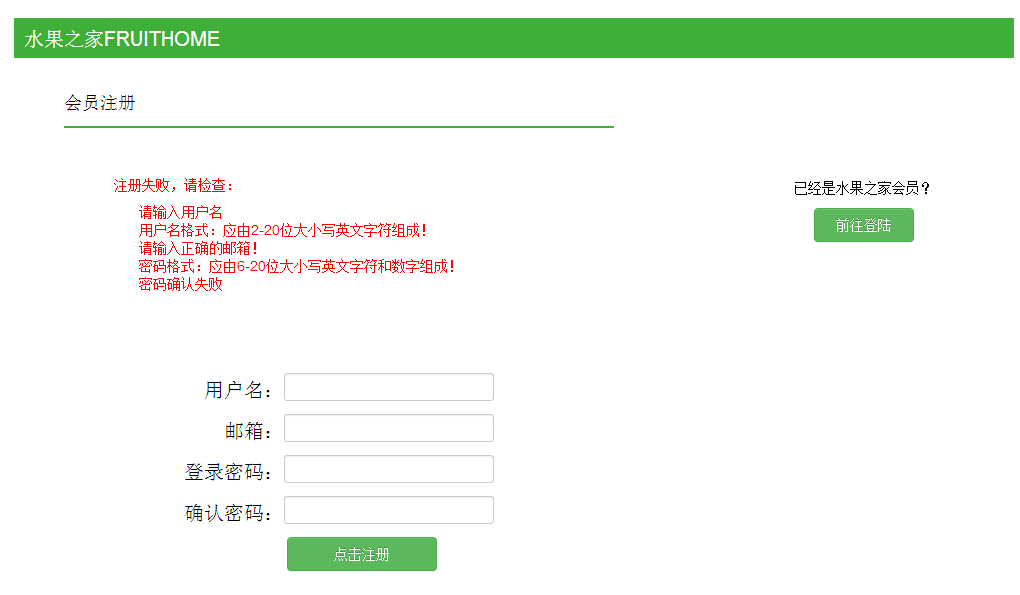 水果之家FRUITHOME
会员注册
注册失败，请检查：
请输入用户名
用户名格式：应由2-20位大小写英文字符组成！
请输入正确的邮箱！
密码格式：应由6-20位大小写英文字符和数字组成！
密码确认失败
已经是水果之家会员？
前往登陆
用户名：
邮箱：
登录密码：
确认密码：
点击注册